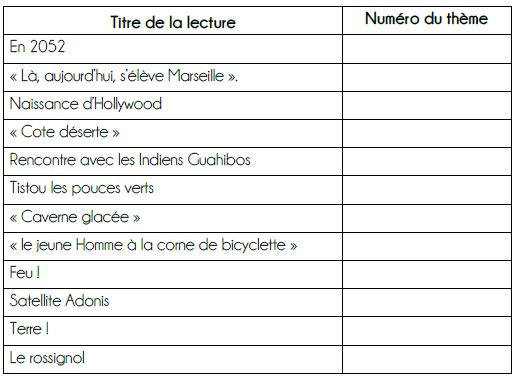 Titre de la lecture Numéro du thème
En 2052
« Là, aujourd'hui, s'élève Marseille ».
Naissance d'Hollywood
« Cote déserte »
Rencontre avec les Indiens Guahibos
Tistou les pouces verts
« Caverne glacée »
« le jeune Homme à la corne de bicyclette »
Feu !
Satellite Adonis
Terre !
Le rossignol